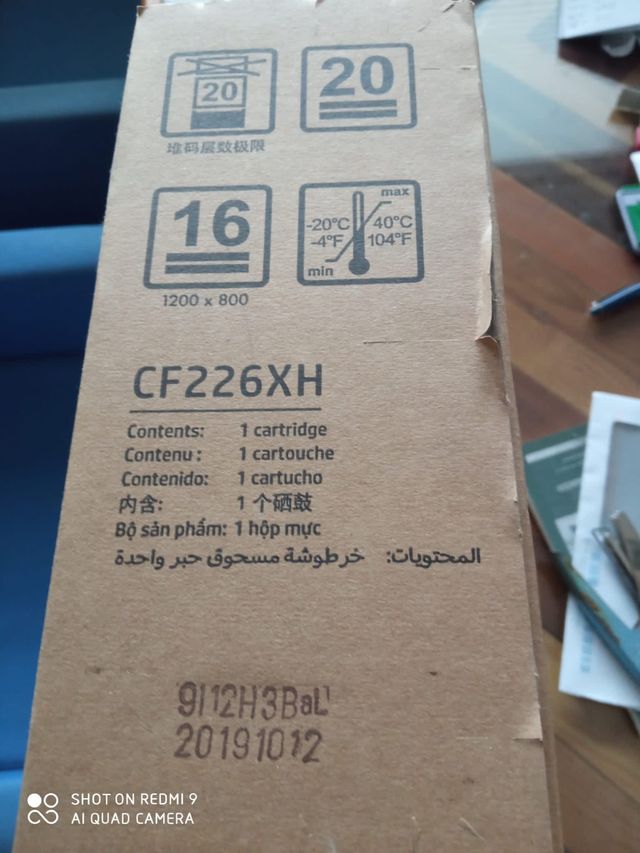 20
20
堆码层数极限
16
1200 x 800
max
-20°C 40°C
-4°F 104°F
min
CF226XH
Contents: 1 cartridge
Contenu : 1 cartouche
Contenido: 1 cartucho
内含: 1 个硒鼓
Bộ sản phẩm: 1 hộp mực
المحتويات: خرطوشة مسحوق حبر واحدة
9I12H3BaL'
20191012
SHOT ON REDMI 9
AI QUAD CAMERA